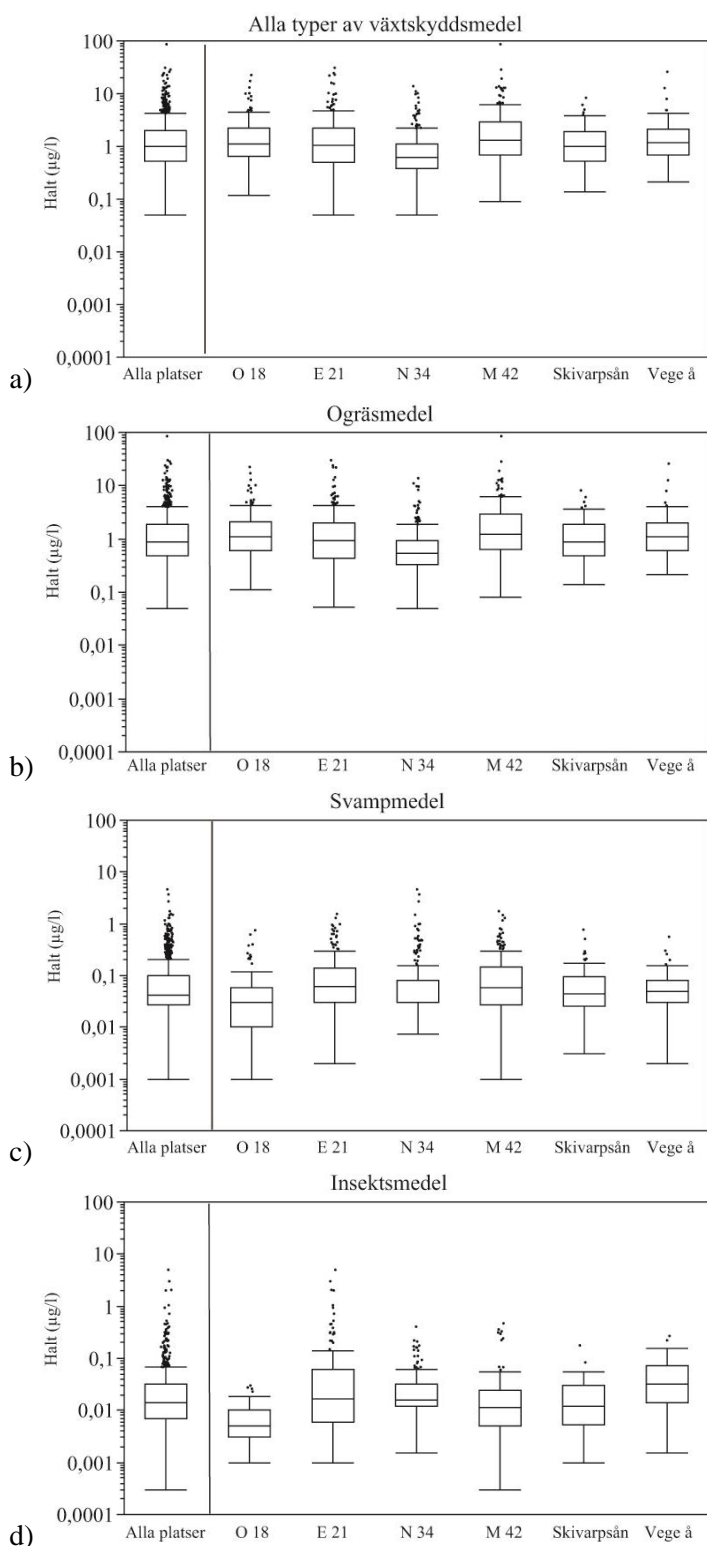 Alla typer av växtskyddsmedel
100
10
1
0,1
0,01
0,001
0,0001
Halt (µg/l)
Alla platser O 18 E 21 N 34 M 42 Skivarpsån Vege å
a)
Ogräsmedel
100
10
1
0,1
0,01
0,001
0,0001
Halt (µg/l)
Alla platser O 18 E 21 N 34 M 42 Skivarpsån Vege å
b)
Svampmedel
100
10
1
0,1
0,01
0,001
0,0001
Halt (µg/l)
Alla platser O 18 E 21 N 34 M 42 Skivarpsån Vege å
c)
Insektsmedel
100
10
1
0,1
0,01
0,001
0,0001
Halt (µg/l)
Alla platser O 18 E 21 N 34 M 42 Skivarpsån Vege å
d)